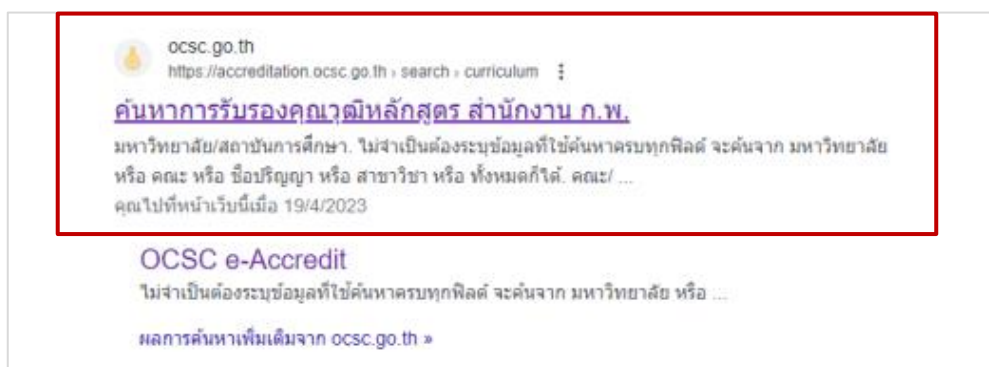 ocsc.go.th
https://accreditation.ocsc.go.th › search › curriculum
ค้นหาการรับรองคุณวุฒิหลักสูตร สำนักงาน ก.พ.
มหาวิทยาลัย/สถาบันการศึกษา. ไม่จำเป็นต้องระบุข้อมูลที่ใช้ค้นหาครบทุกฟิลด์ จะค้นจาก มหาวิทยาลัย
หรือ คณะ หรือ ชื่อปริญญา หรือ สาขาวิชา หรือ ทั้งหมดก็ได้. คณะ/ ...
คุณไปที่หน้าเว็บนี้เมื่อ 19/4/2023
OCSC e-Accredit
ไม่จำเป็นต้องระบุข้อมูลที่ใช้ค้นหาครบทุกฟิลด์ จะค้นจาก มหาวิทยาลัย หรือ ...
ผลการค้นหาเพิ่มเติมจาก ocsc.go.th »